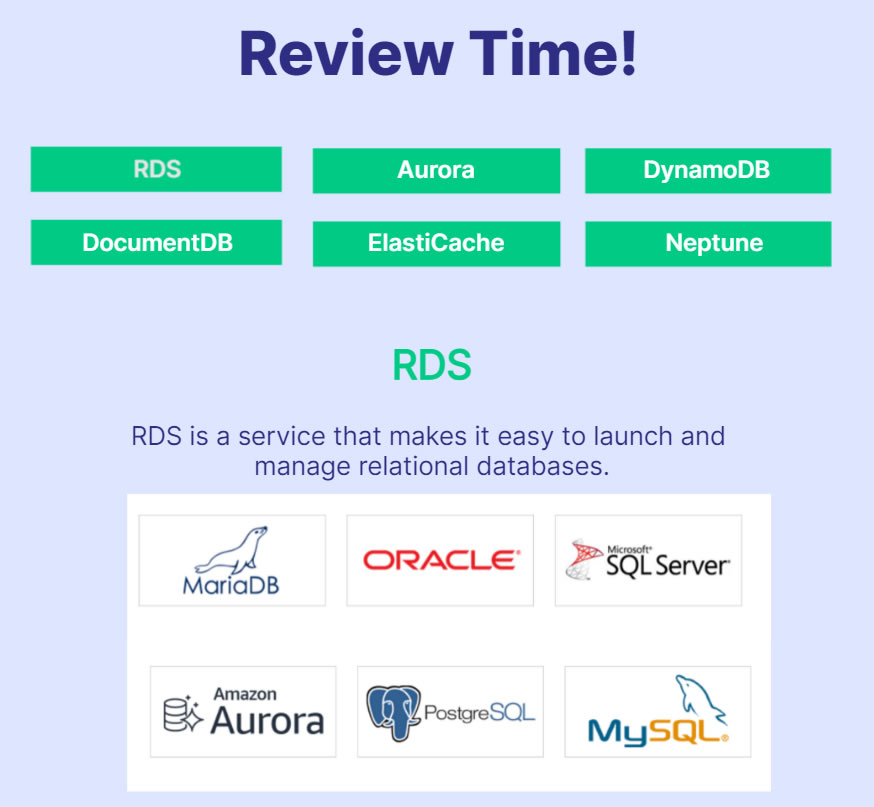 Review Time!
RDS
Aurora
DynamoDB
DocumentDB
ElastiCache
Neptune
RDS
RDS is a service that makes it easy to launch and
manage relational databases.
MariaDB
ORACLE®
Microsoft®
SQL Server®
Amazon
Aurora
PostgreSQL
MySQL®